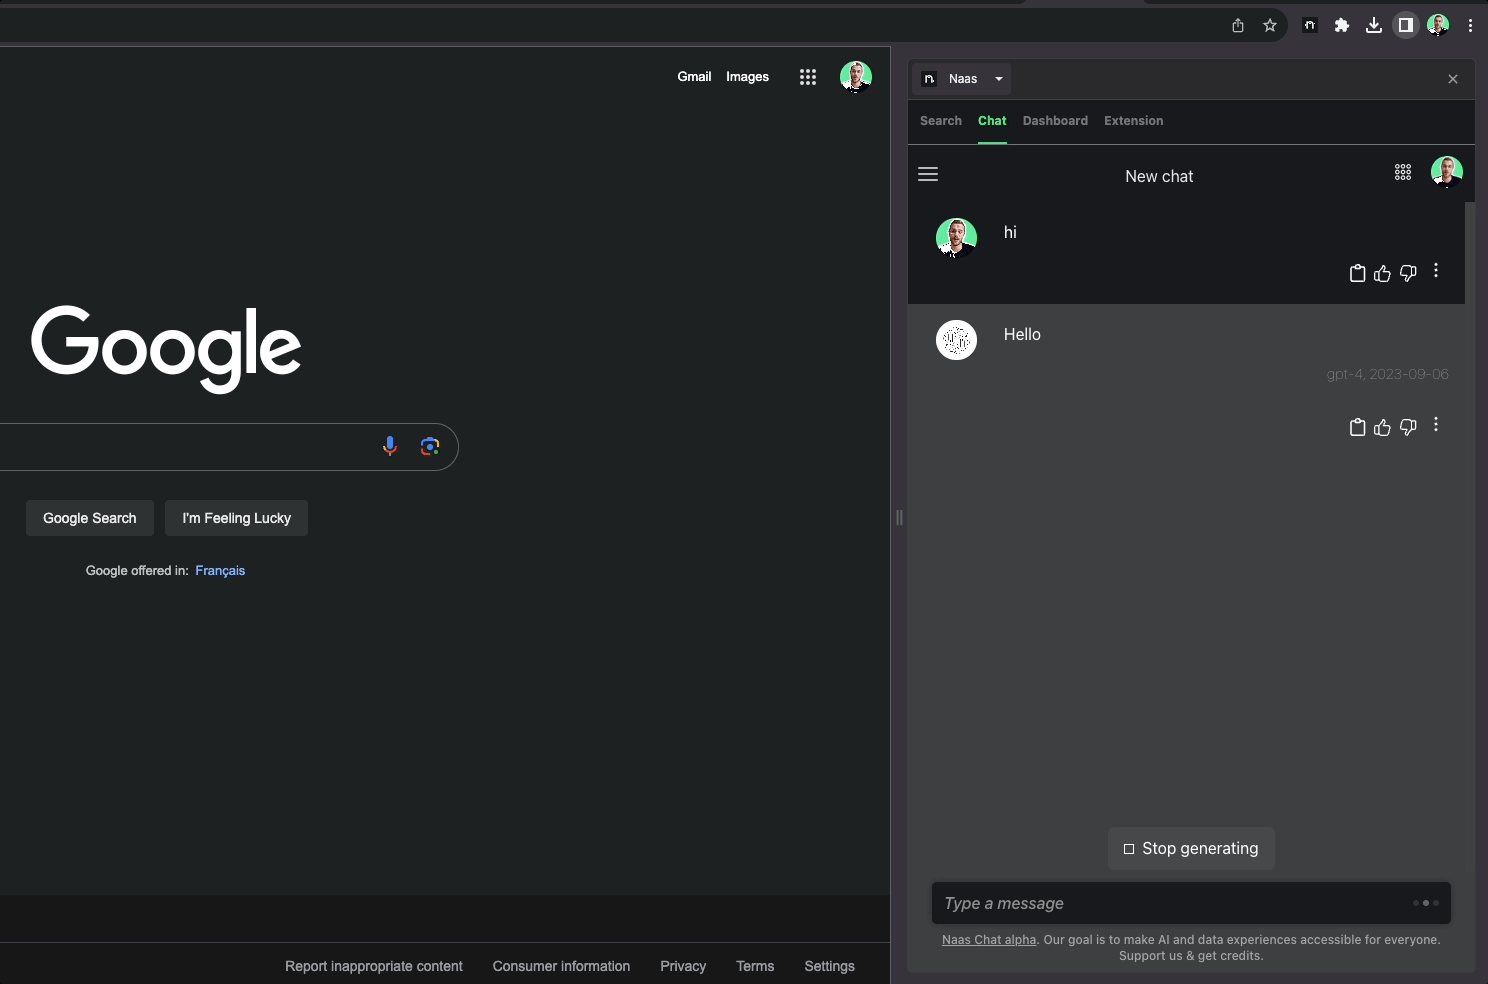 Gmail Images
Google
Google Search I'm Feeling Lucky
Google offered in: Français
Report inappropriate content Consumer information Privacy Terms Settings
Naas
Search Chat Dashboard Extension
New chat
hi
Hello
gpt-4, 2023-09-06
Stop generating
Type a message
Naas Chat alpha. Our goal is to make AI and data experiences accessible for everyone.
Support us & get credits.